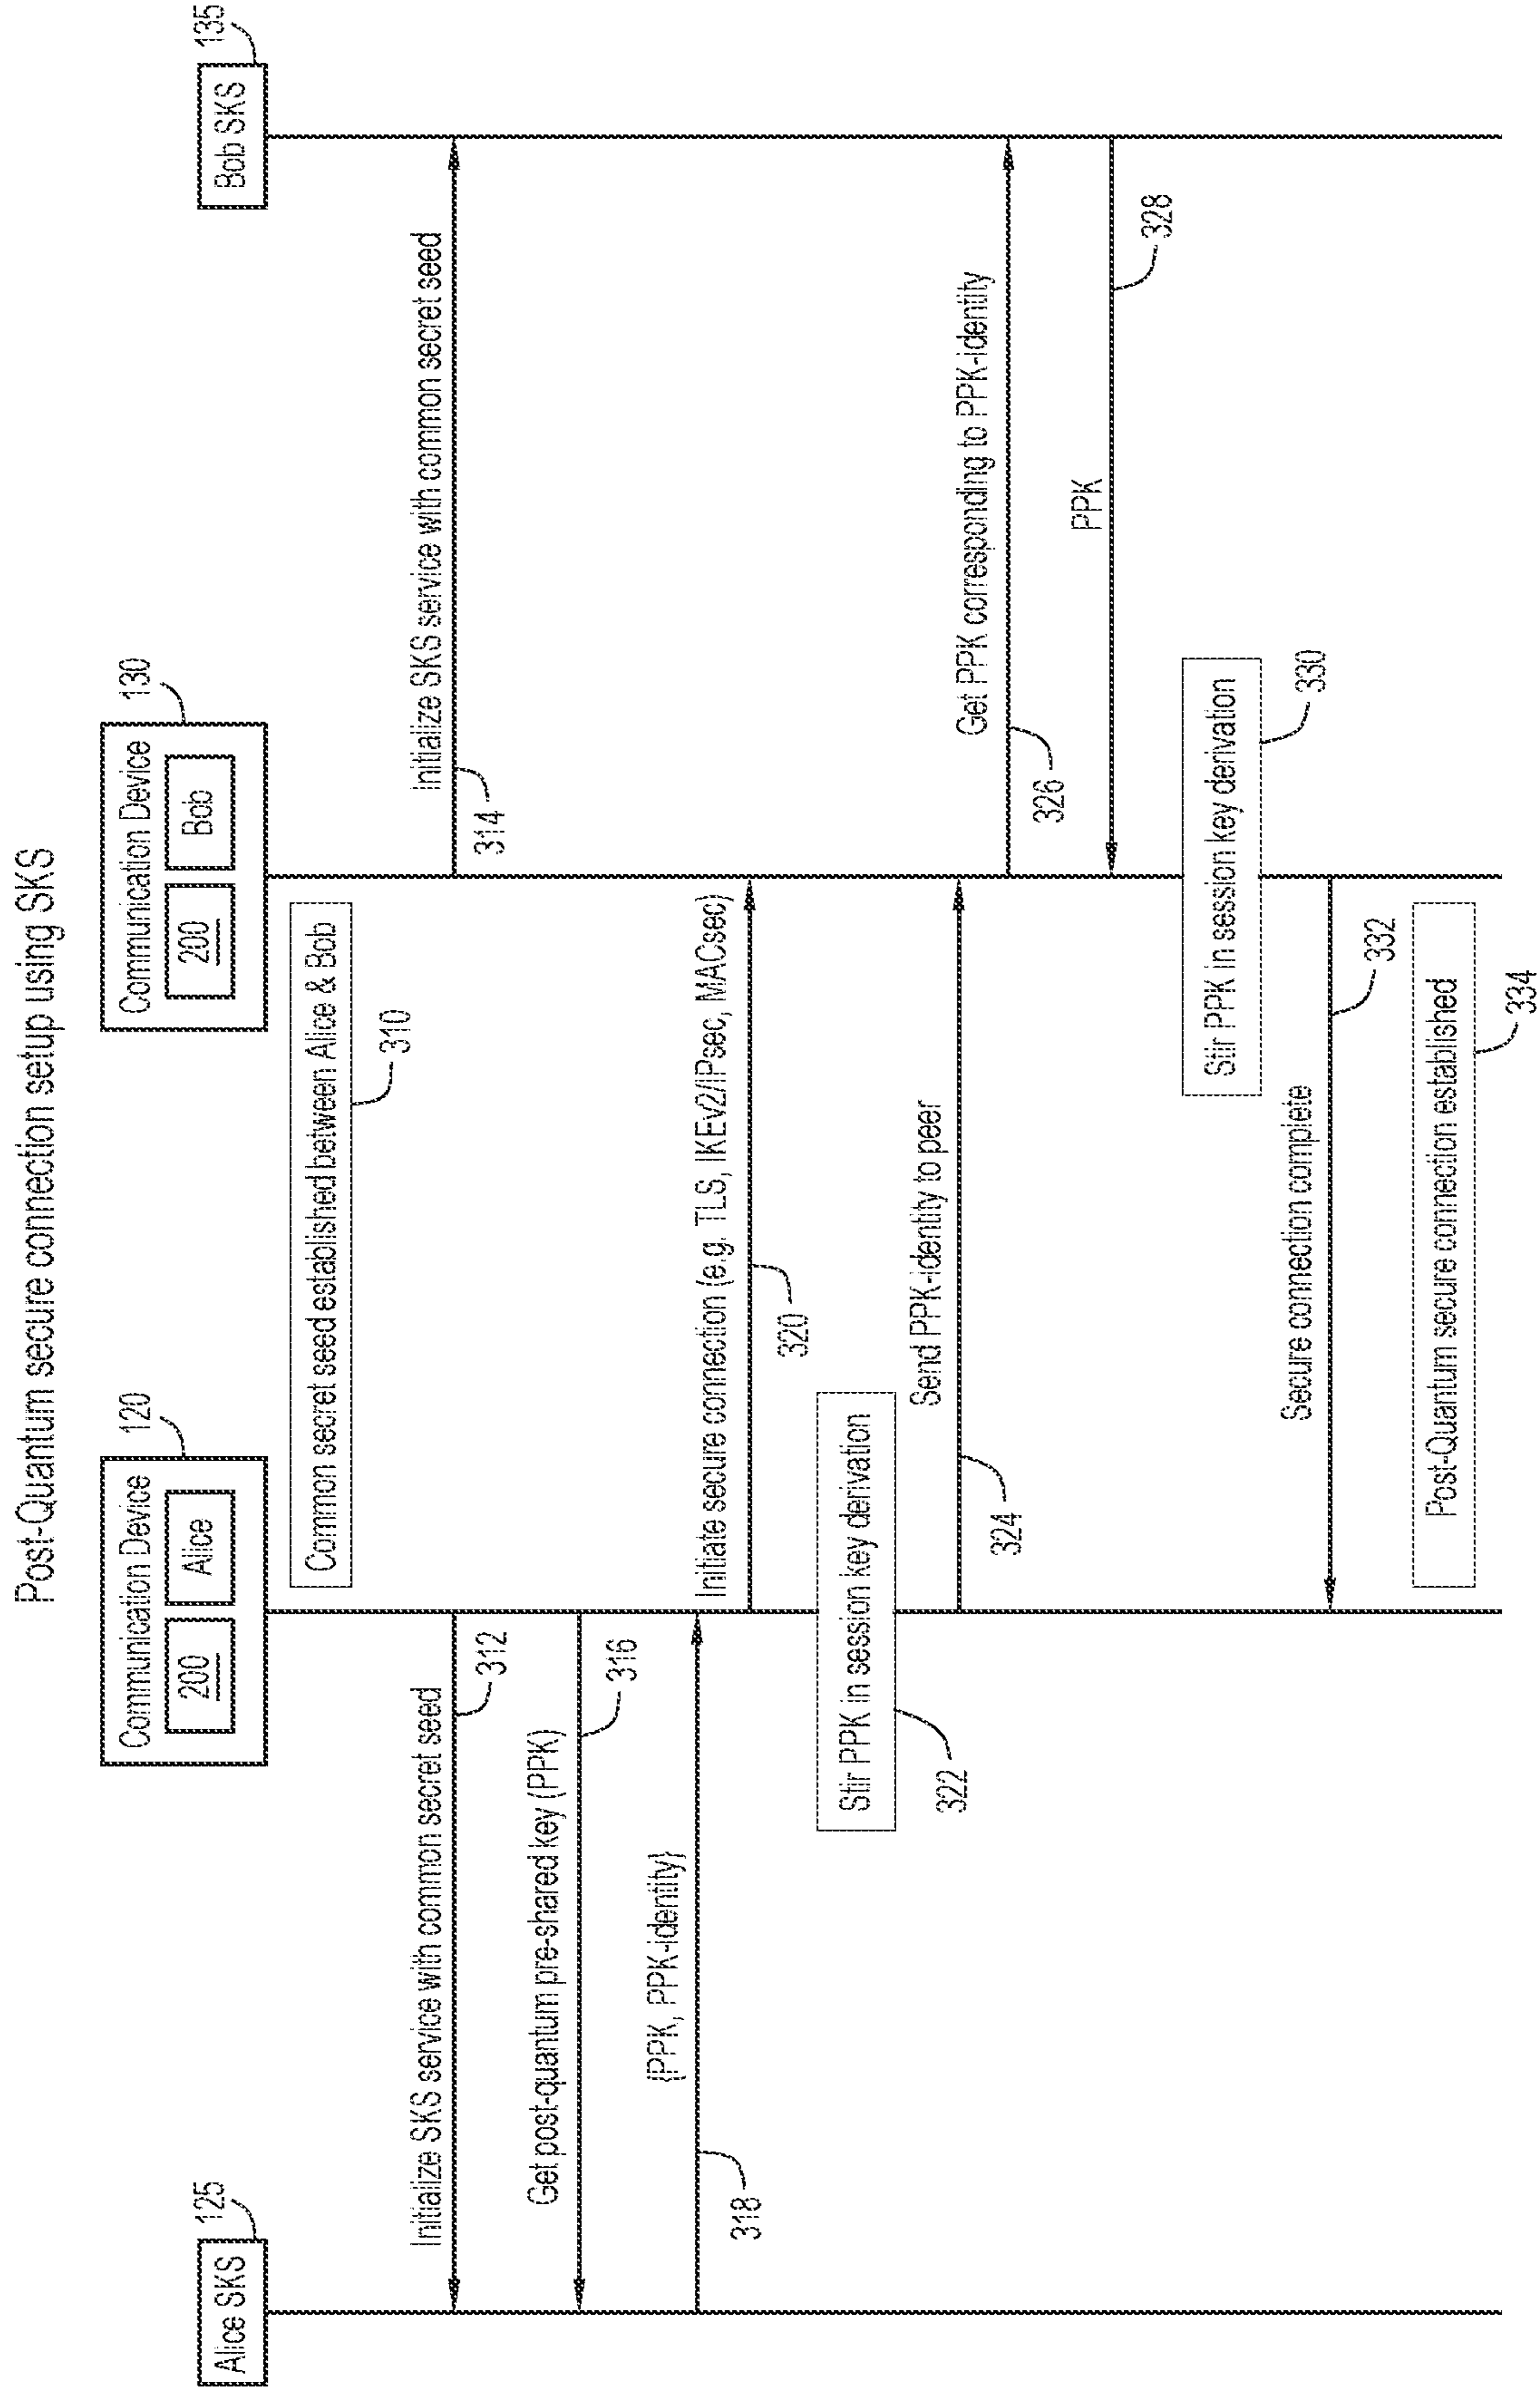 Post-Quantum secure connection setup using SKS
Alice SKS
125
Communication Device
200
Alice
120
Communication Device
200
Bob
130
Bob SKS
135
Common secret seed established between Alice & Bob
310
Initialize SKS service with common secret seed
312
Initialize SKS service with common secret seed
314
Get post-quantum pre-shared key (PPK)
316
{PPK, PPK-identity}
318
Initiate secure connection (e.g. TLS, IKEv2/IPsec, MACsec)
320
Stir PPK in session key derivation
322
Send PPK-identity to peer
324
Get PPK corresponding to PPK-identity
326
PPK
328
Stir PPK in session key derivation
330
Secure connection complete
332
Post-Quantum secure connection established
334